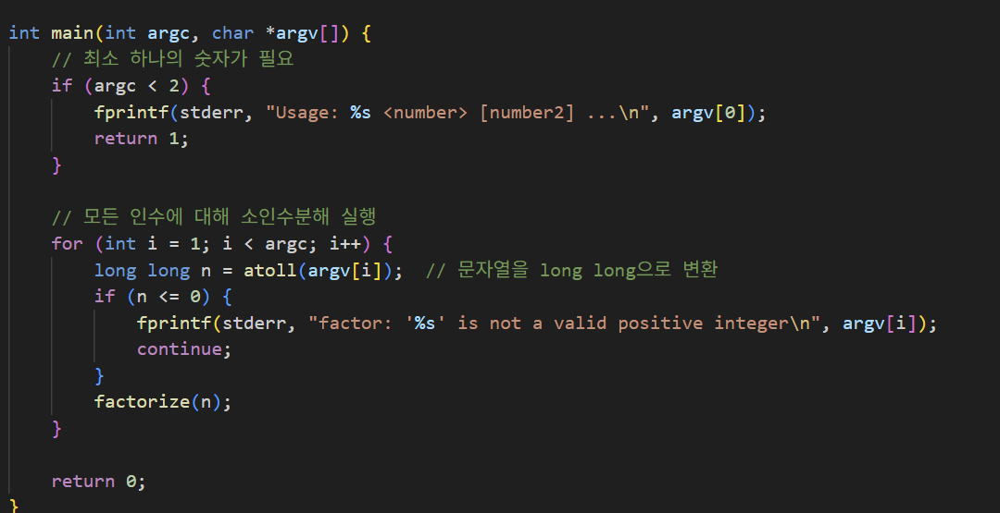 int main(int argc, char *argv[]) {
    // 최소 하나의 숫자가 필요
    if (argc < 2) {
        fprintf(stderr, "Usage: %s <number> [number2] ...\n", argv[0]);
        return 1;
    }

    // 모든 인수에 대해 소인수분해 실행
    for (int i = 1; i < argc; i++) {
        long long n = atoll(argv[i]);  // 문자열을 long long으로 변환
        if (n <= 0) {
            fprintf(stderr, "factor: '%s' is not a valid positive integer\n", argv[i]);
            continue;
        }
        factorize(n);
    }

    return 0;
}